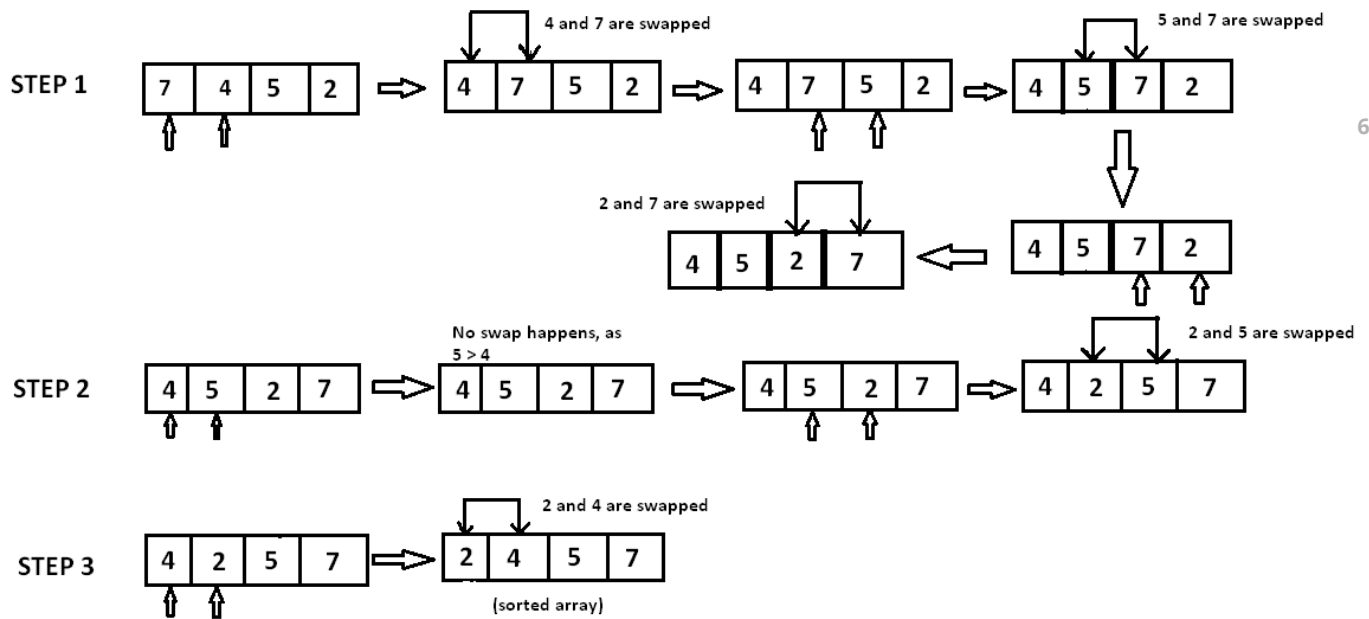 4 and 7 are swapped
5 and 7 are swapped
STEP 1
7 4 5 2
4 7 5 2
4 7 5 2
4 5 7 2
6
2 and 7 are swapped
4 5 2 7
4 5 7 2
No swap happens, as
5 > 4
2 and 5 are swapped
STEP 2
4 5 2 7
4 5 2 7
4 5 2 7
4 2 5 7
2 and 4 are swapped
STEP 3
4 2 5 7
2 4 5 7
(sorted array)